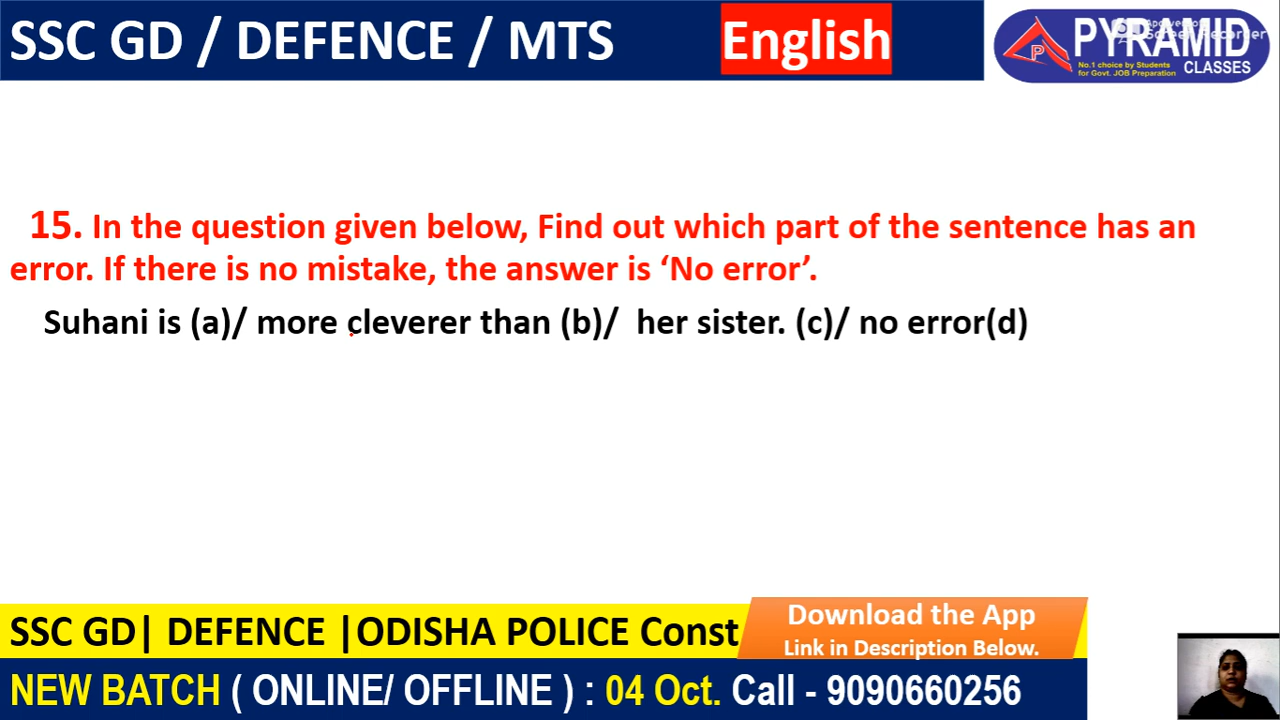 SSC GD / DEFENCE / MTS
English
PYRAMID
CLASSES
No.1 choice by Students
for Govt. JOB Preparation
Screen Recorder
15. In the question given below, Find out which part of the sentence has an
error. If there is no mistake, the answer is ‘No error’.
Suhani is (a)/ more cleverer than (b)/ her sister. (c)/ no error(d)
SSC GD| DEFENCE |ODISHA POLICE Const
Download the App
Link in Description Below.
NEW BATCH ( ONLINE/ OFFLINE ) : 04 Oct. Call - 9090660256